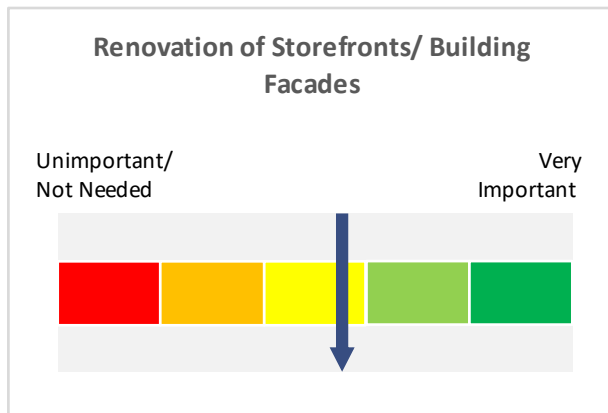 Renovation of Storefronts/ Building
Facades
Unimportant/
Not Needed
Very
Important